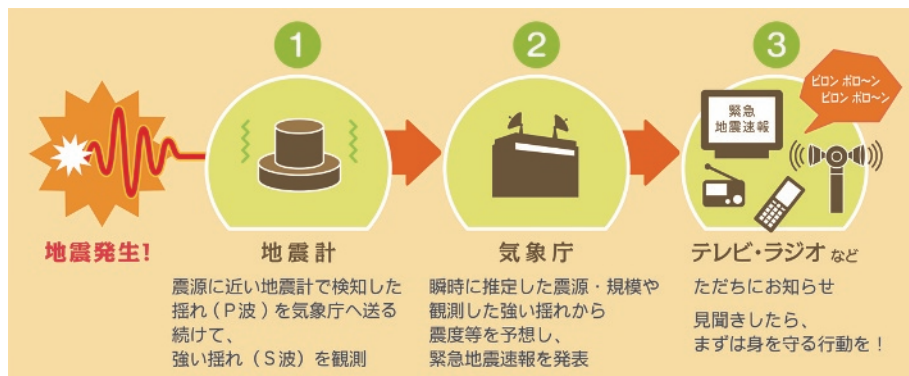 1
2
3
ピロン ポロ～ン
ピロン ポロ～ン
緊急
地震速報
地震発生!
地震計
気象庁
テレビ・ラジオ など
震源に近い地震計で検知した
揺れ(P波)を気象庁へ送る
続けて、
強い揺れ(S波)を観測
瞬時に推定した震源・規模や
観測した強い揺れから
震度等を予想し、
緊急地震速報を発表
ただちにお知らせ
見聞きしたら、
まずは身を守る行動を!